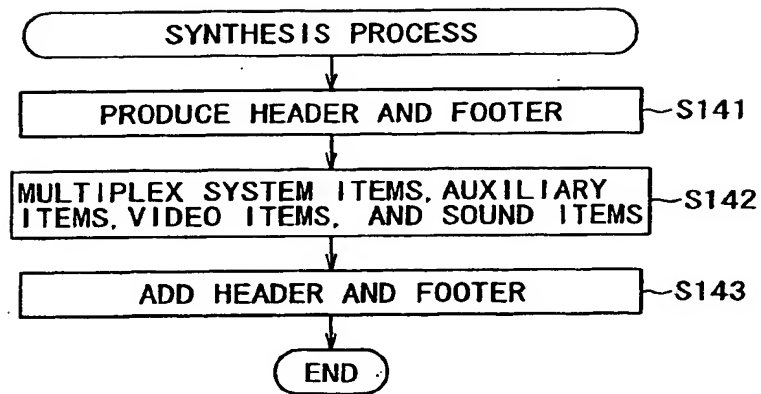 SYNTHESIS PROCESS
PRODUCE HEADER AND FOOTER
S141
MULTIPLEX SYSTEM ITEMS, AUXILIARY
ITEMS, VIDEO ITEMS, AND SOUND ITEMS
S142
ADD HEADER AND FOOTER
S143
END